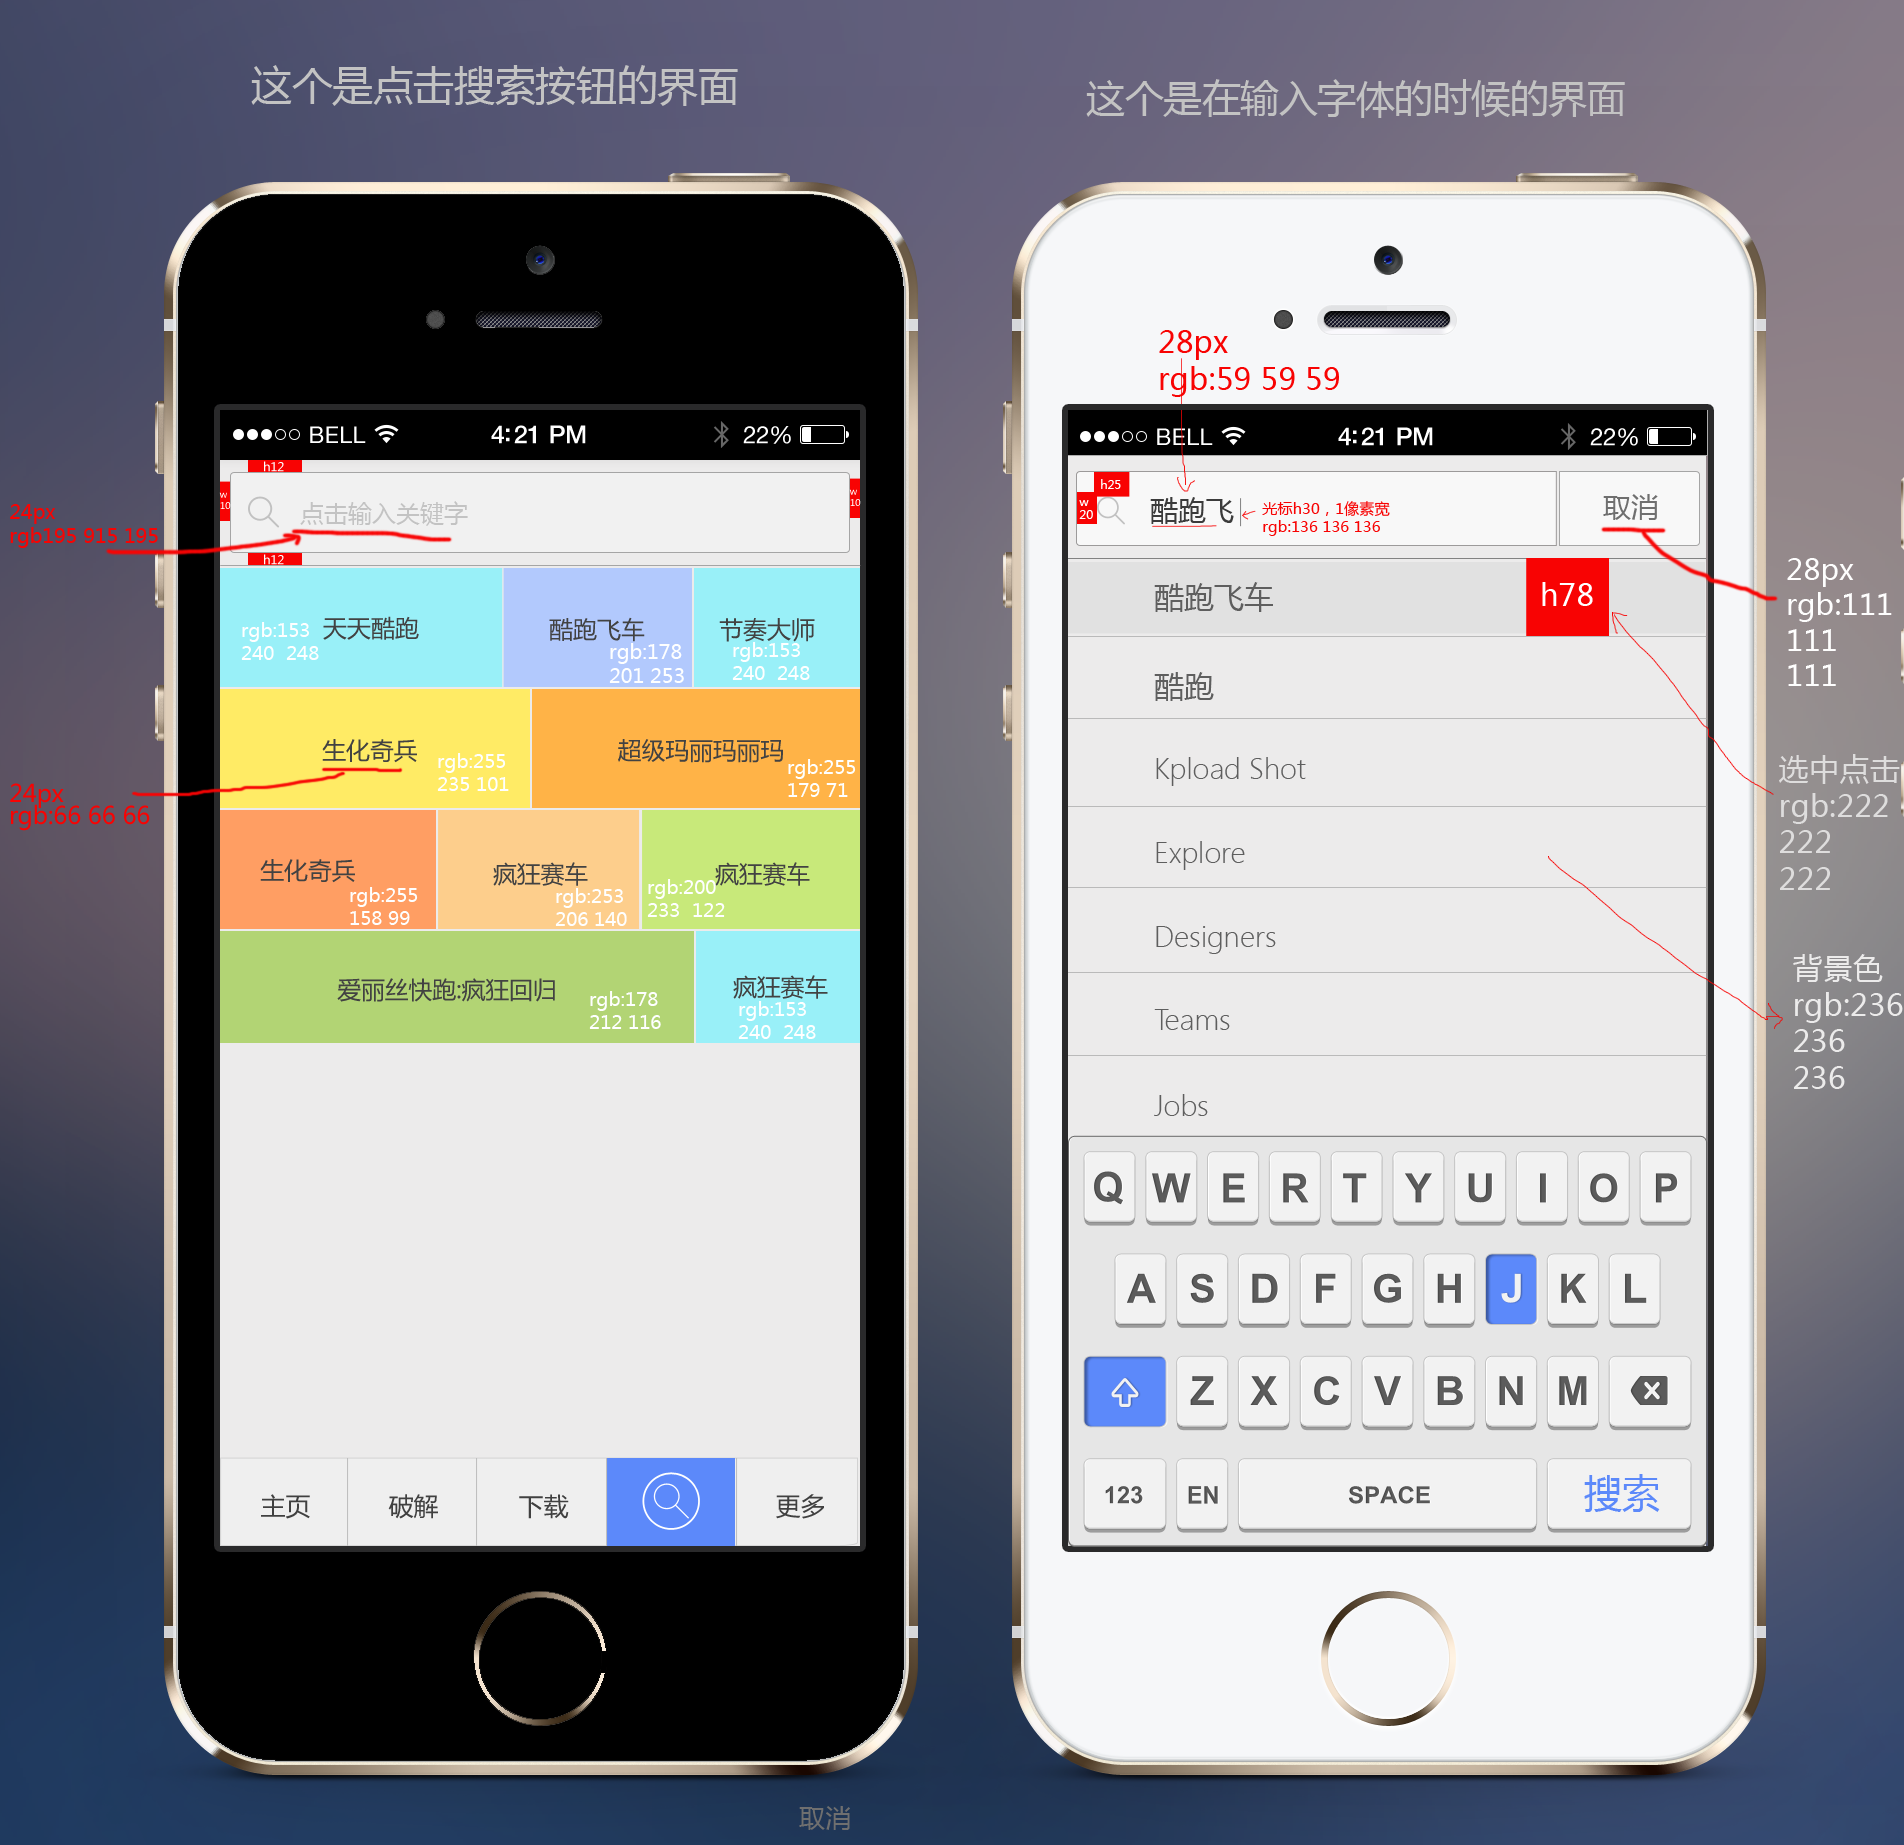 这个是点击搜索按钮的界面
BELL 4:21 PM 22%
h12
w
10
w
10
点击输入关键字
24px
rgb195 915 195
h12
天天酷跑
rgb:153
240 248
酷跑飞车
rgb:178
201 253
节奏大师
rgb:153
240 248
生化奇兵
rgb:255
235 101
超级玛丽玛丽玛
rgb:255
179 71
24px
rgb:66 66 66
生化奇兵
rgb:255
158 99
疯狂赛车
rgb:253
206 140
疯狂赛车
rgb:200
233 122
爱丽丝快跑:疯狂回归
rgb:178
212 116
疯狂赛车
rgb:153
240 248
主页
破解
下载
更多
取消
这个是在输入字体的时候的界面
28px
rgb:59 59 59
BELL 4:21 PM 22%
h25
w
20
酷跑飞
光标h30，1像素宽
rgb:136 136 136
取消
28px
rgb:111
111
111
酷跑飞车
h78
酷跑
Kpload Shot
Explore
Designers
Teams
Jobs
选中点击
rgb:222
222
222
背景色
rgb:236
236
236
Q W E R T Y U I O P
A S D F G H J K L
Z X C V B N M
123 EN SPACE 搜索